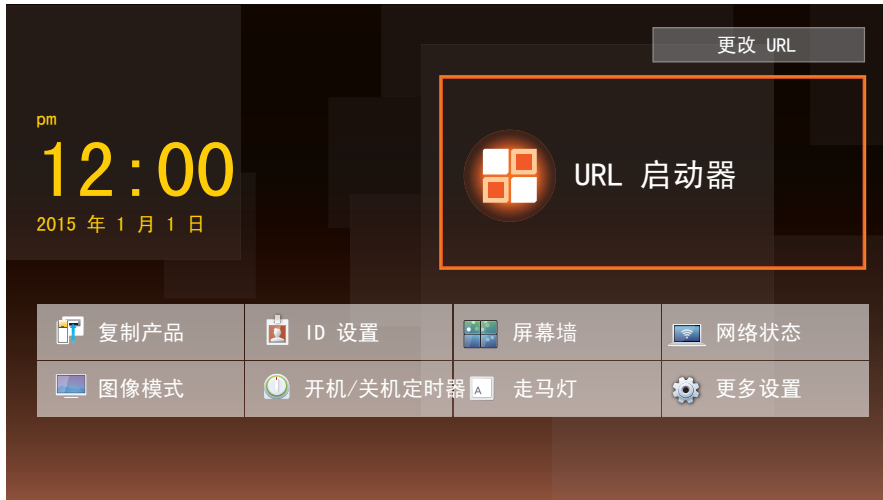 更改 URL
pm
12:00
2015 年 1 月 1 日
URL 启动器
复制产品
ID 设置
屏幕墙
网络状态
图像模式
开机/关机定时器
A
走马灯
更多设置